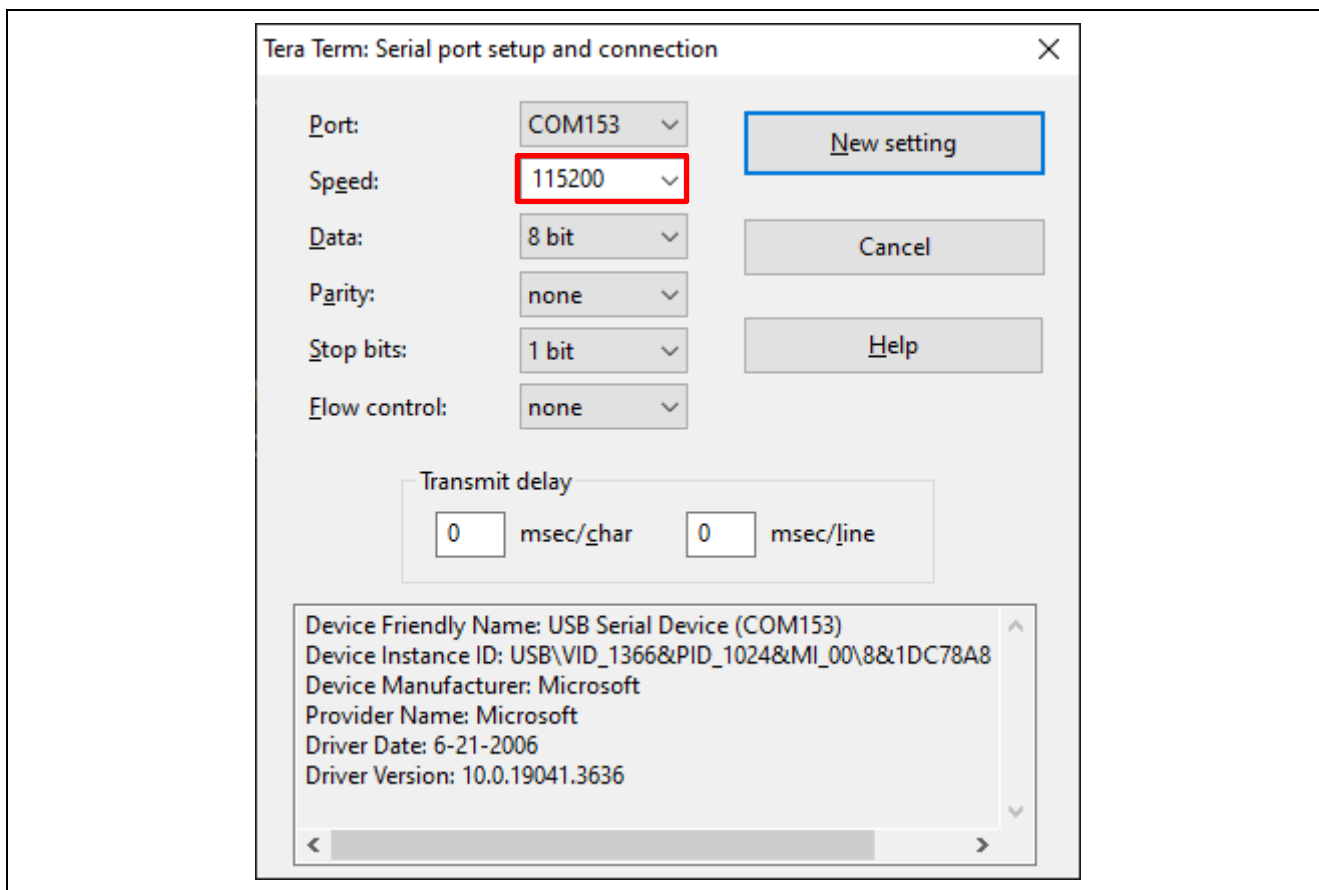 Tera Term: Serial port setup and connection
Port: COM153
New setting
Speed: 115200
Data: 8 bit
Cancel
Parity: none
Stop bits: 1 bit
Help
Flow control: none
Transmit delay
0 msec/char 0 msec/line
Device Friendly Name: USB Serial Device (COM153)
Device Instance ID: USB\VID_1366&PID_1024&MI_00\8&1DC78A8
Device Manufacturer: Microsoft
Provider Name: Microsoft
Driver Date: 6-21-2006
Driver Version: 10.0.19041.3636